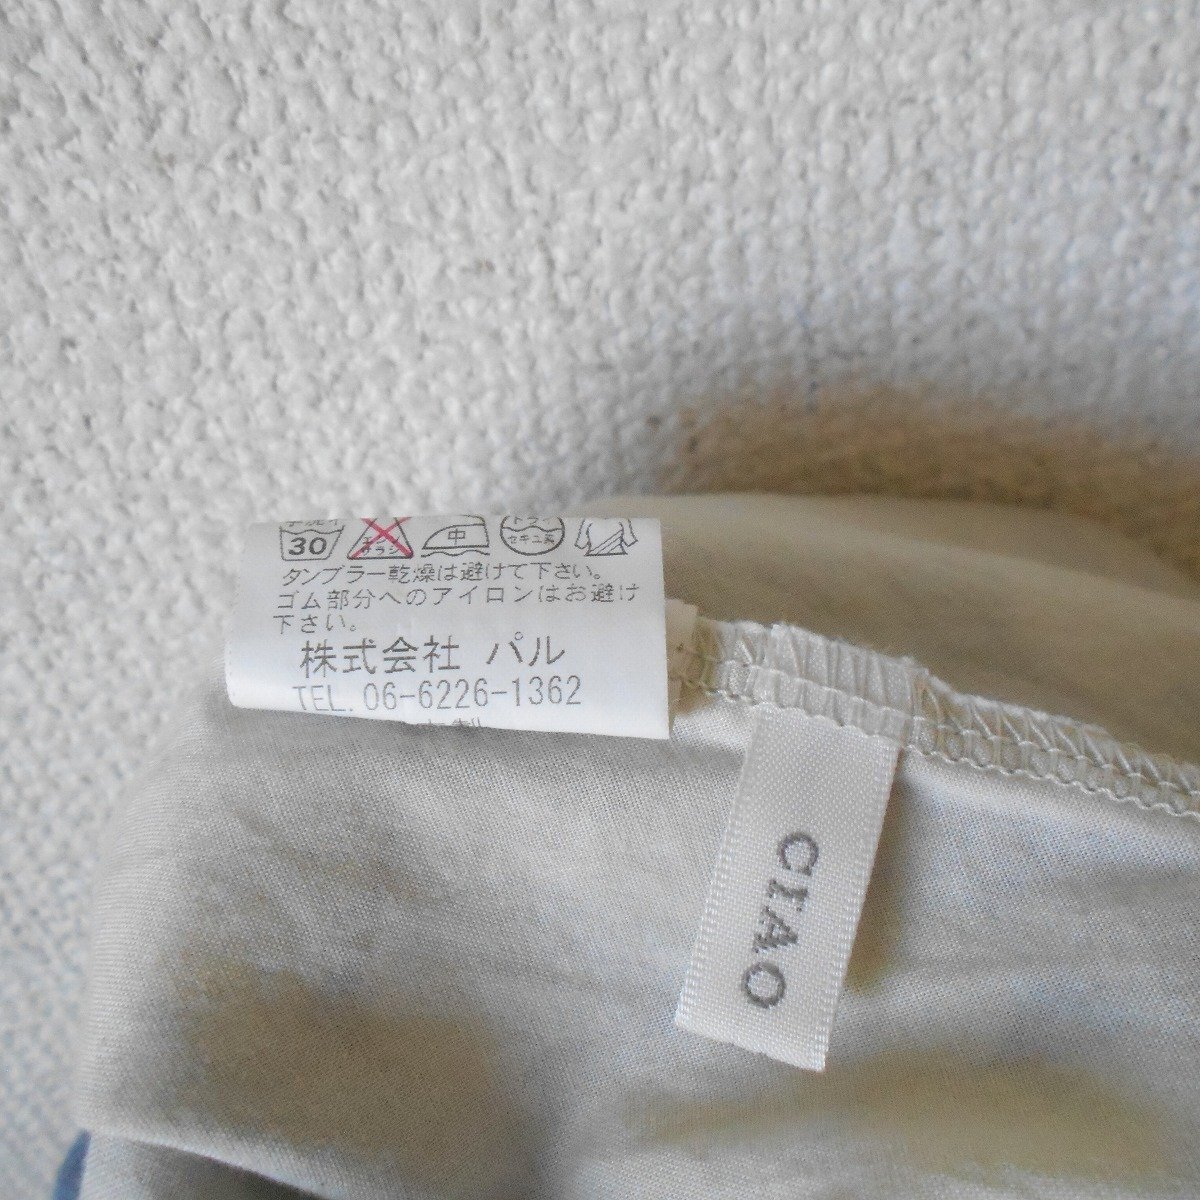 30 中
タンブラー乾燥は避けて下さい。
ゴム部分へのアイロンはお避け
下さい。
株式会社 パル
TEL. 06-6226-1362
CIAO